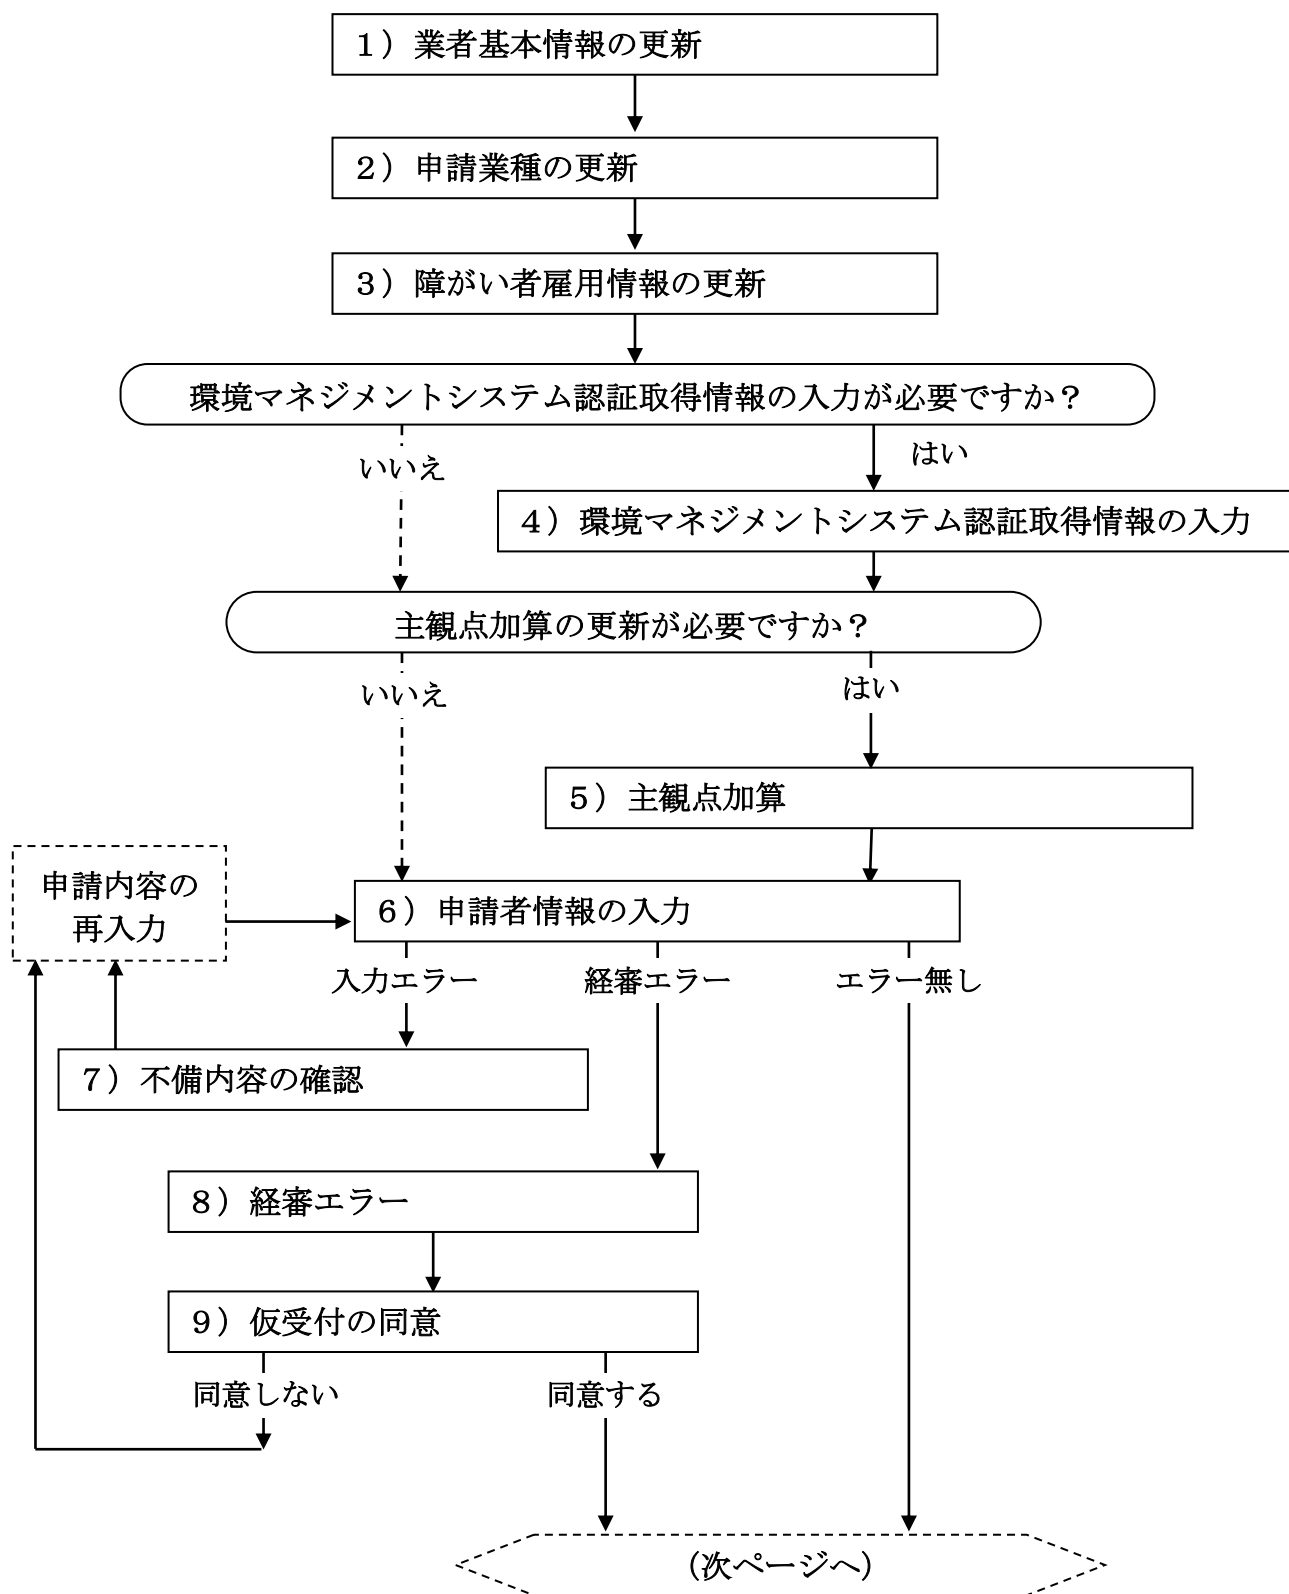 １）業者基本情報の更新
２）申請業種の更新
３）障がい者雇用情報の更新
環境マネジメントシステム認証取得情報の入力が必要ですか？
いいえ
はい
４）環境マネジメントシステム認証取得情報の入力
主観点加算の更新が必要ですか？
いいえ
はい
５）主観点加算
申請内容の
再入力
６）申請者情報の入力
入力エラー
経審エラー
エラー無し
７）不備内容の確認
８）経審エラー
９）仮受付の同意
同意しない
同意する
（次ページへ）